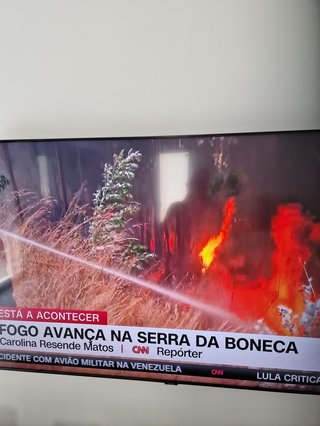 ESTÁ A ACONTECER
FOGO AVANÇA NA SERRA DA BONECA
Carolina Resende Matos | CNN Repórter
CIDENTE COM AVIÃO MILITAR NA VENEZUELA CNN LULA CRITICA